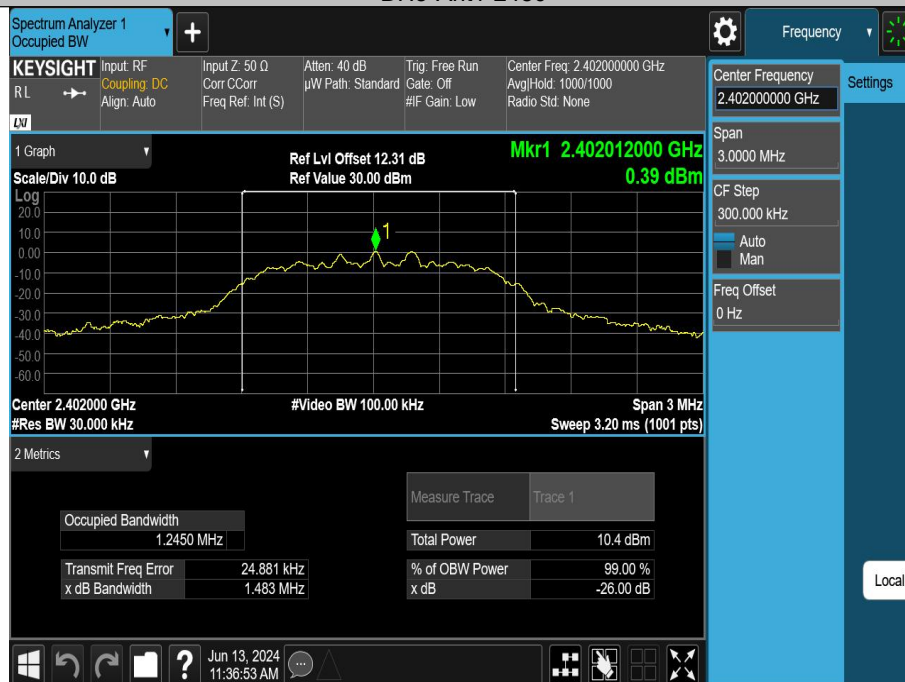 Spectrum Analyzer 1
Occupied BW
Frequency
KEYSIGHT
RL
LXI
Input: RF
Coupling: DC
Align: Auto
Input Z: 50 Ω
Corr CCorr
Freq Ref: Int (S)
Atten: 40 dB
µW Path: Standard
Trig: Free Run
Gate: Off
#IF Gain: Low
Center Freq: 2.402000000 GHz
Avg|Hold: 1000/1000
Radio Std: None
1 Graph
Scale/Div 10.0 dB
Ref Lvl Offset 12.31 dB
Ref Value 30.00 dBm
Mkr1 2.402012000 GHz
0.39 dBm
Log
20.0
10.0
0.00
-10.0
-20.0
-30.0
-40.0
-50.0
-60.0
1
Center 2.402000 GHz
#Video BW 100.00 kHz
Span 3 MHz
#Res BW 30.000 kHz
Sweep 3.20 ms (1001 pts)
2 Metrics
Measure Trace
Trace 1
Occupied Bandwidth
1.2450 MHz
Total Power
10.4 dBm
Transmit Freq Error
24.881 kHz
% of OBW Power
99.00 %
x dB Bandwidth
1.483 MHz
x dB
-26.00 dB
Jun 13, 2024
11:36:53 AM
Center Frequency
2.402000000 GHz
Settings
Span
3.0000 MHz
CF Step
300.000 kHz
Auto
Man
Freq Offset
0 Hz
Local